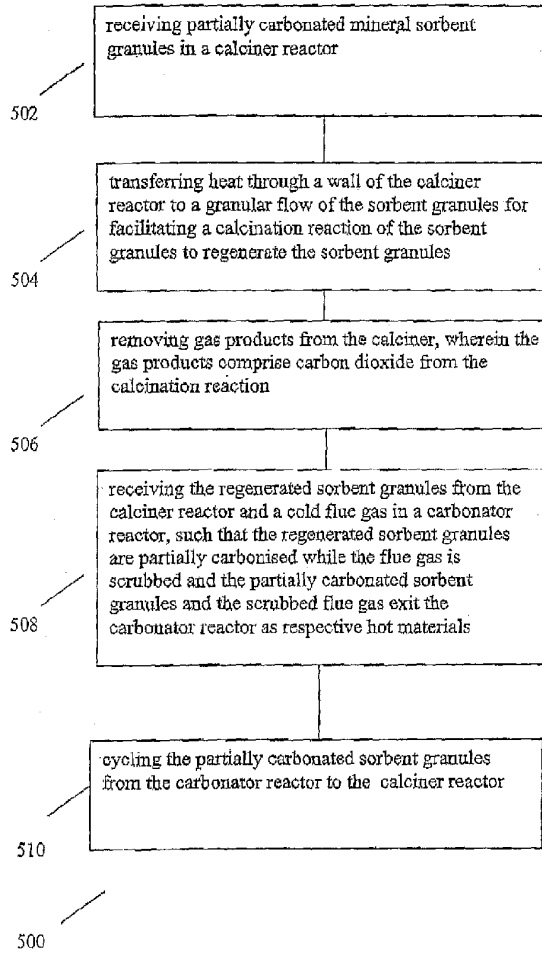 receiving partially carbonated mineral sorbent
granules in a calciner reactor
502
transferring heat through a wall of the calciner
reactor to a granular flow of the sorbent granules for
facilitating a calcination reaction of the sorbent
granules to regenerate the sorbent granules
504
removing gas products from the calciner, wherein the
gas products comprise carbon dioxide from the
calcination reaction
506
receiving the regenerated sorbent granules from the
calciner reactor and a cold flue gas in a carbonator
reactor, such that the regenerated sorbent granules
are partially carbonised while the flue gas is
scrubbed and the partially carbonated sorbent
granules and the scrubbed flue gas exit the
carbonator reactor as respective hot materials
508
cycling the partially carbonated sorbent granules
from the carbonator reactor to the calciner reactor
510
500